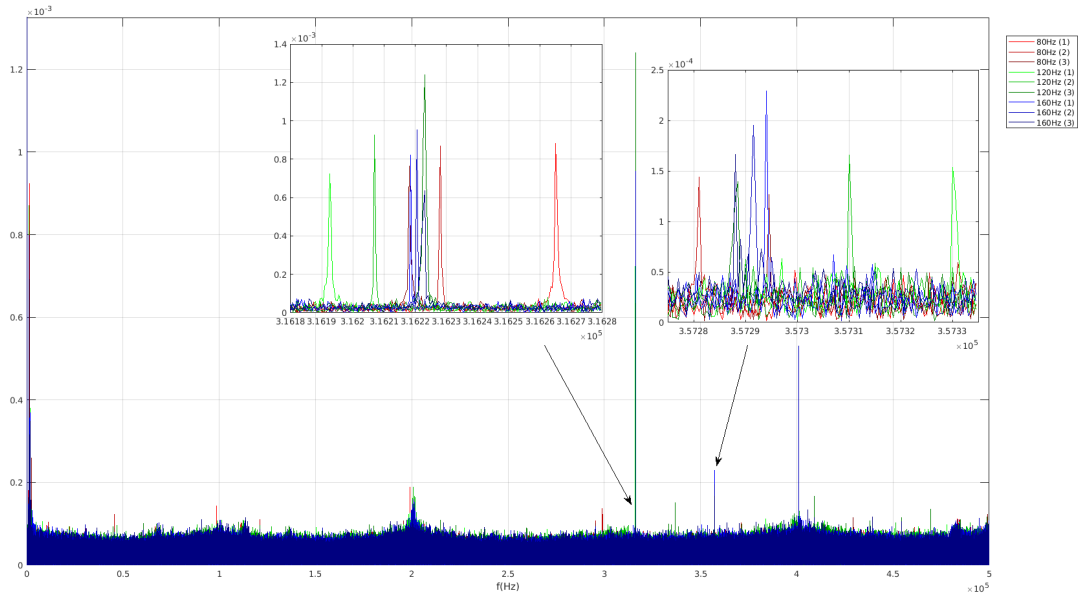 ×10⁻³
1.2
1
0.8
0.6
0.4
0.2
0
0 0.5 1 1.5 2 2.5 3 3.5 4 4.5 5
f(Hz)
×10⁵
×10⁻³
1.4
1.2
1
0.8
0.6
0.4
0.2
0
3.1618 3.1619 3.162 3.1621 3.1622 3.1623 3.1624 3.1625 3.1626 3.1627 3.1628
×10⁵
×10⁻⁴
2.5
2
1.5
1
0.5
0
3.5728 3.5729 3.573 3.5731 3.5732 3.5733
×10⁵
80Hz (1)
80Hz (2)
80Hz (3)
120Hz (1)
120Hz (2)
120Hz (3)
160Hz (1)
160Hz (2)
160Hz (3)